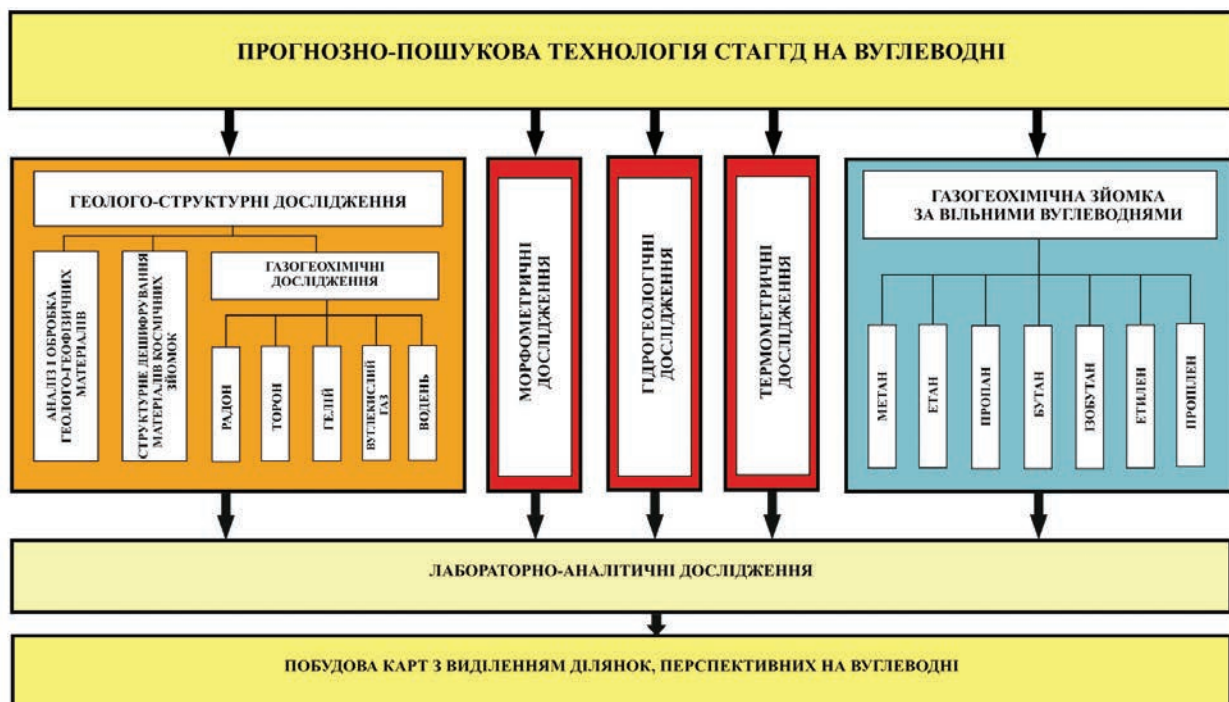 ПРОГНОЗНО-ПОШУКОВА ТЕХНОЛОГІЯ СТАГГД НА ВУГЛЕВОДНІ
ГЕОЛОГО-СТРУКТУРНІ ДОСЛІДЖЕННЯ
АНАЛІЗ І ОБРОБКА
ГЕОЛОГО-ГЕОФІЗИЧНИХ
МАТЕРІАЛІВ
СТРУКТУРНЕ ДЕШИФРУВАННЯ
МАТЕРІАЛІВ КОСМІЧНИХ
ЗЙОМОК
ГАЗОГЕОХІМІЧНІ
ДОСЛІДЖЕННЯ
РАДОН
ТОРОН
ГЕЛІЙ
ВУГЛЕКИСЛИЙ
ГАЗ
ВОДЕНЬ
МОРФОМЕТРИЧНІ
ДОСЛІДЖЕННЯ
ГІДРОГЕОЛОГІЧНІ
ДОСЛІДЖЕННЯ
ТЕРМОМЕТРИЧНІ
ДОСЛІДЖЕННЯ
ГАЗОГЕОХІМІЧНА ЗЙОМКА
ЗА ВІЛЬНИМИ ВУГЛЕВОДНЯМИ
МЕТАН
ЕТАН
ПРОПАН
БУТАН
ІЗОБУТАН
ЕТИЛЕН
ПРОПІЛЕН
ЛАБОРАТОРНО-АНАЛІТИЧНІ ДОСЛІДЖЕННЯ
ПОБУДОВА КАРТ З ВИДІЛЕННЯМ ДІЛЯНОК, ПЕРСПЕКТИВНИХ НА ВУГЛЕВОДНІ